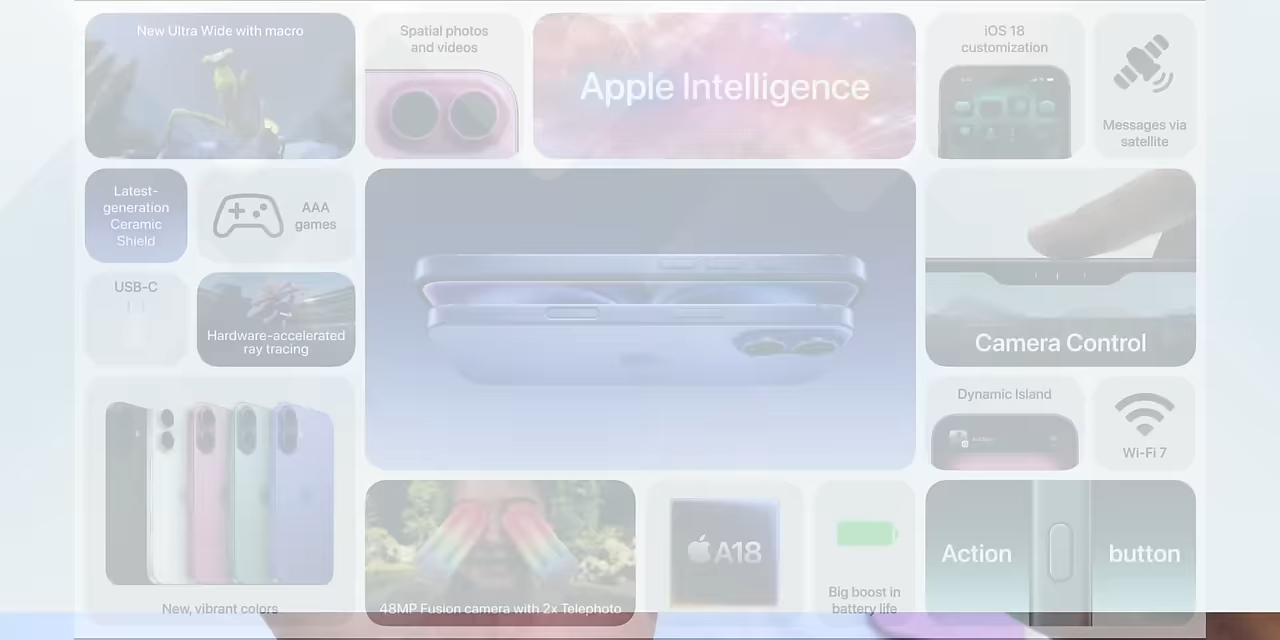 New Ultra Wide with macro
Spatial photos
and videos
Apple Intelligence
iOS 18
customization
Messages via
satellite
Latest-
generation
Ceramic
Shield
AAA
games
USB-C
Hardware-accelerated
ray tracing
Camera Control
Dynamic Island
Wi-Fi 7
New, vibrant colors
48MP Fusion camera with 2x Telephoto
A18
Big boost in
battery life
Action button